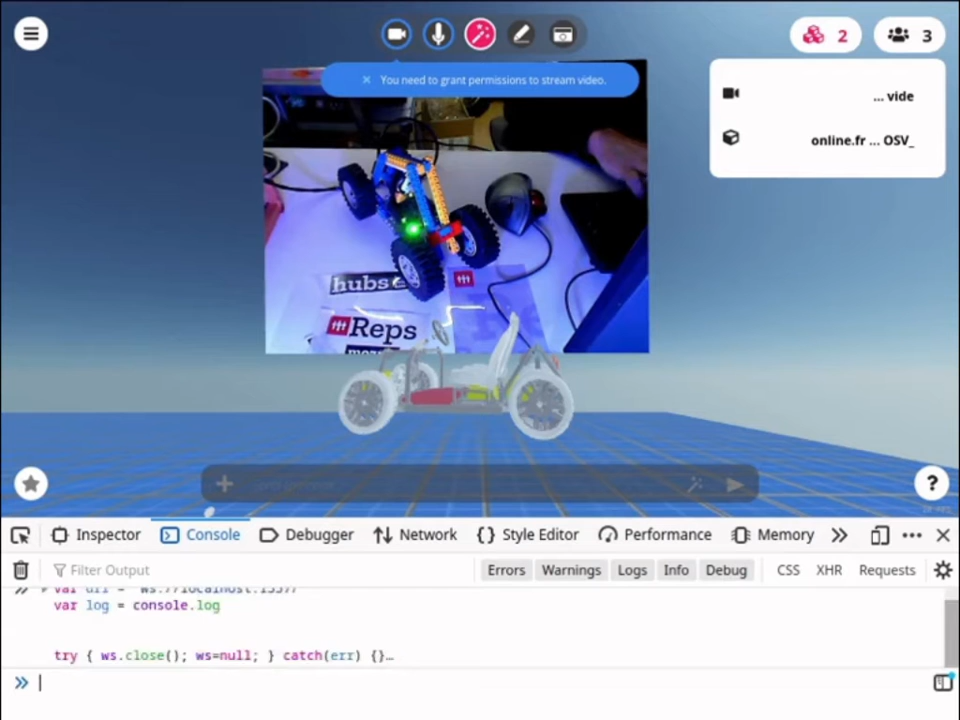 2
3
× You need to grant permissions to stream video.
... vide
online.fr ... OSV_
hubs
Reps
?
Inspector
Console
Debugger
Network
Style Editor
Performance
Memory
Filter Output
Errors
Warnings
Logs
Info
Debug
CSS
XHR
Requests
var log = console.log
try { ws.close(); ws=null; } catch(err) {}…